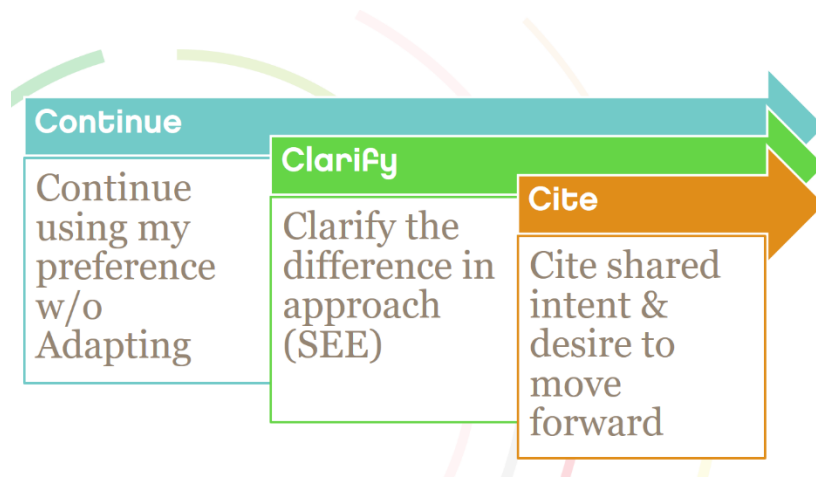 Continue
Continue
using my
preference
w/o
Adapting
Clarify
Clarify the
difference in
approach
(SEE)
Cite
Cite shared
intent &
desire to
move
forward